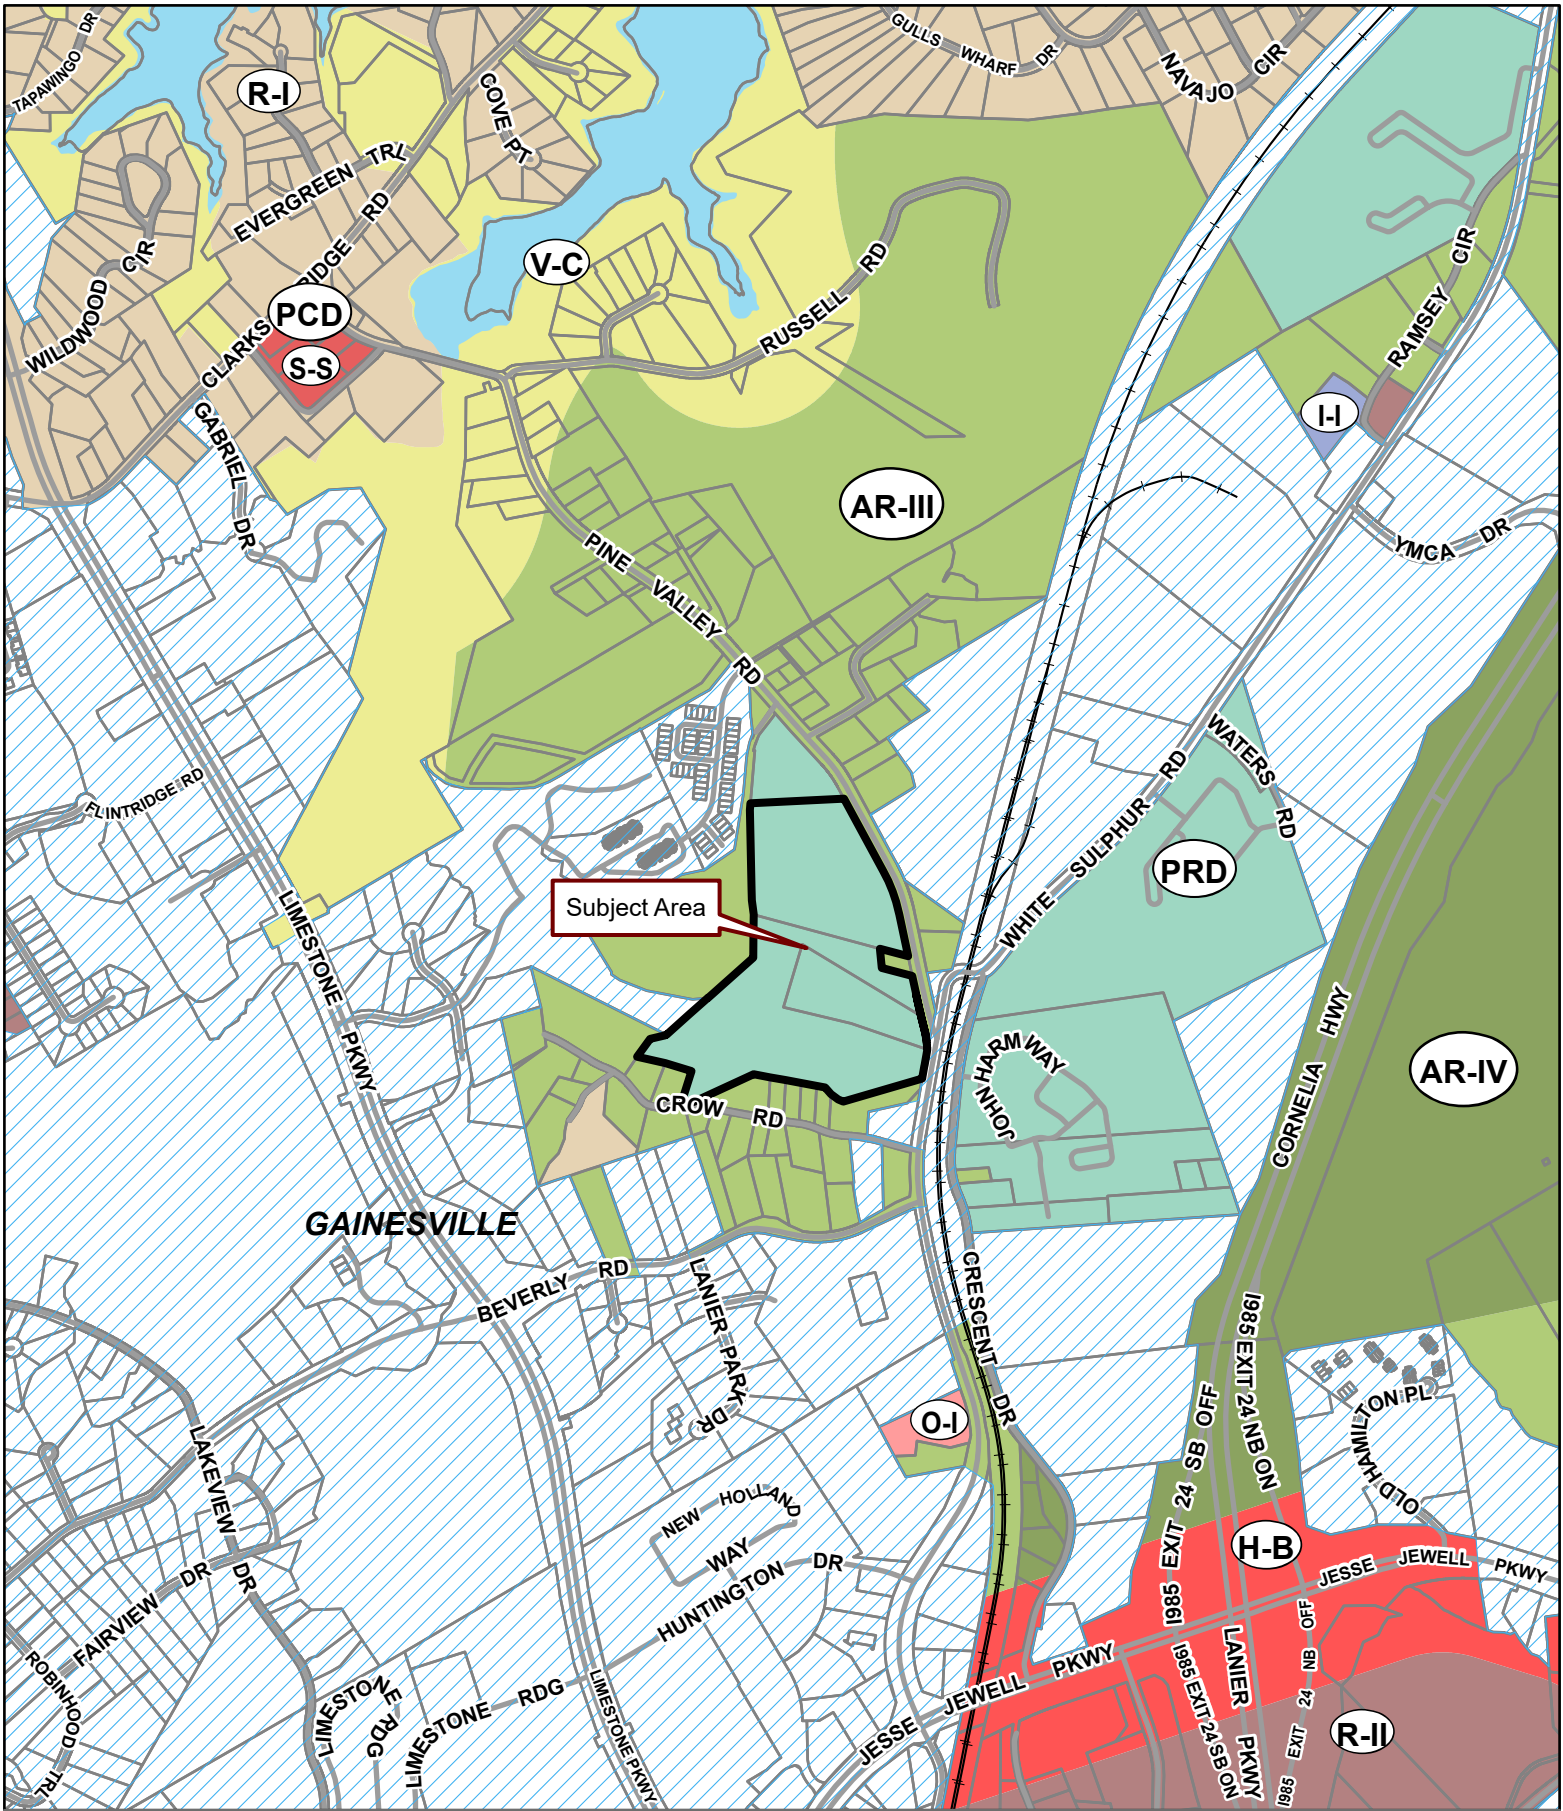 TAPAWINGO DR
R-I
COVE PT
GULLS WHARF DR
NAVAJO CIR
EVERGREEN TRL
WILDWOOD CIR
CLARKS RIDGE RD
V-C
PCD
S-S
RUSSELL RD
RAMSEY CIR
I-I
GABRIEL DR
AR-III
YMCA DR
PINE VALLEY RD
FLINTRIDGE RD
WATERS RD
WHITE SULPHUR RD
PRD
Subject Area
LIMESTONE PKWY
CORNELIA HWY
JOHN HARM WAY
AR-IV
CROW RD
GAINESVILLE
BEVERLY RD
LANIER PARK DR
CRESCENT DR
I985 EXIT 24 NB ON
I985 EXIT 24 SB OFF
O-I
OLD HAMILTON PL
LAKEVIEW DR
NEW HOLLAND WAY
HUNTINGTON DR
H-B
JESSE JEWELL PKWY
FAIRVIEW DR
ROBINHOOD TRL
LIMESTONE RDG
LIMESTONE RDG
LIMESTONE PKWY
JESSE JEWELL PKWY
I985 EXIT 24 SB ON
LANIER PKWY
I985 EXIT 24 NB OFF
R-II